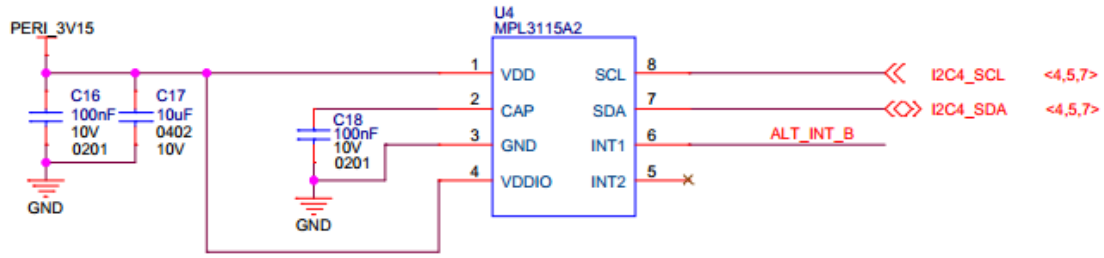 U4
MPL3115A2
PERI_3V15
1
VDD
SCL
8
I2C4_SCL
<4,5,7>
C16
100nF
10V
0201
C17
10uF
0402
10V
2
CAP
SDA
7
I2C4_SDA
<4,5,7>
C18
100nF
10V
0201
3
GND
INT1
6
ALT_INT_B
4
VDDIO
INT2
5
GND
GND